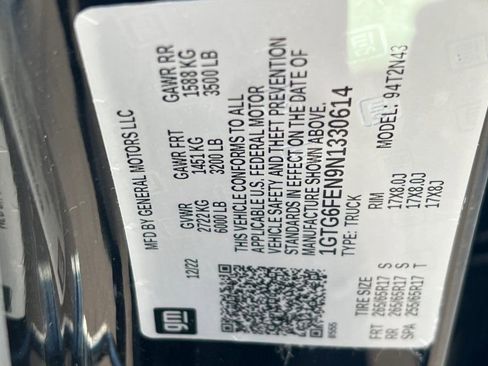 MFD BY GENERAL MOTORS LLC
12/22
GVWR GAWR FRT GAWR RR
2722 KG 1451 KG 1588 KG
6000 LB 3200 LB 3500 LB
THIS VEHICLE CONFORMS TO ALL
APPLICABLE U.S. FEDERAL MOTOR
VEHICLE SAFETY AND THEFT PREVENTION
STANDARDS IN EFFECT ON THE DATE OF
MANUFACTURE SHOWN ABOVE.
1GTG6FEN9N1330614
TYPE: TRUCK MODEL: 94T2N43
TIRE SIZE RIM
FRT 265/65R17 S 17X8.0J
RR 265/65R17 S 17X8.0J
SPA 255/65R17 T 17X8J
gm